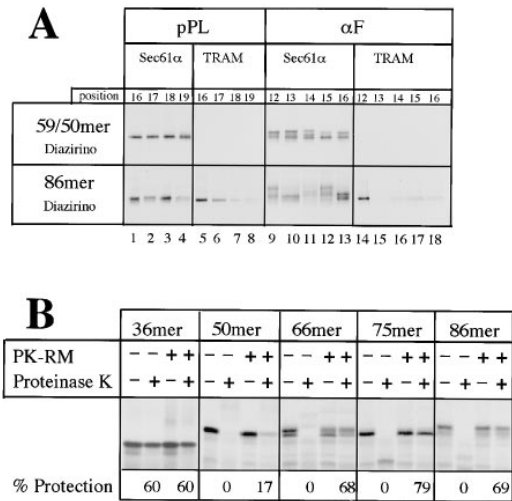 A
pPL αF
Sec61α TRAM Sec61α TRAM
position 16 17 18 19 16 17 18 19 12 13 14 15 16 12 13 14 15 16
59/50mer
Diazirino
86mer
Diazirino
1 2 3 4 5 6 7 8 9 10 11 12 13 14 15 16 17 18
B
36mer 50mer 66mer 75mer 86mer
PK-RM – – + + – – + + – – + + – – + + – – + +
Proteinase K – + – + – + – + – + – + – + – + – + – +
% Protection 60 60 0 17 0 68 0 79 0 69